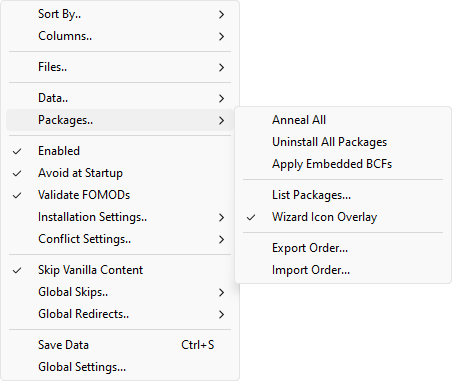 Sort By..
Columns..
Files..
Data..
Packages..
Enabled
Avoid at Startup
Validate FOMODs
Installation Settings..
Conflict Settings..
Skip Vanilla Content
Global Skips..
Global Redirects..
Save Data Ctrl+S
Global Settings...
Anneal All
Uninstall All Packages
Apply Embedded BCFs
List Packages...
Wizard Icon Overlay
Export Order...
Import Order...